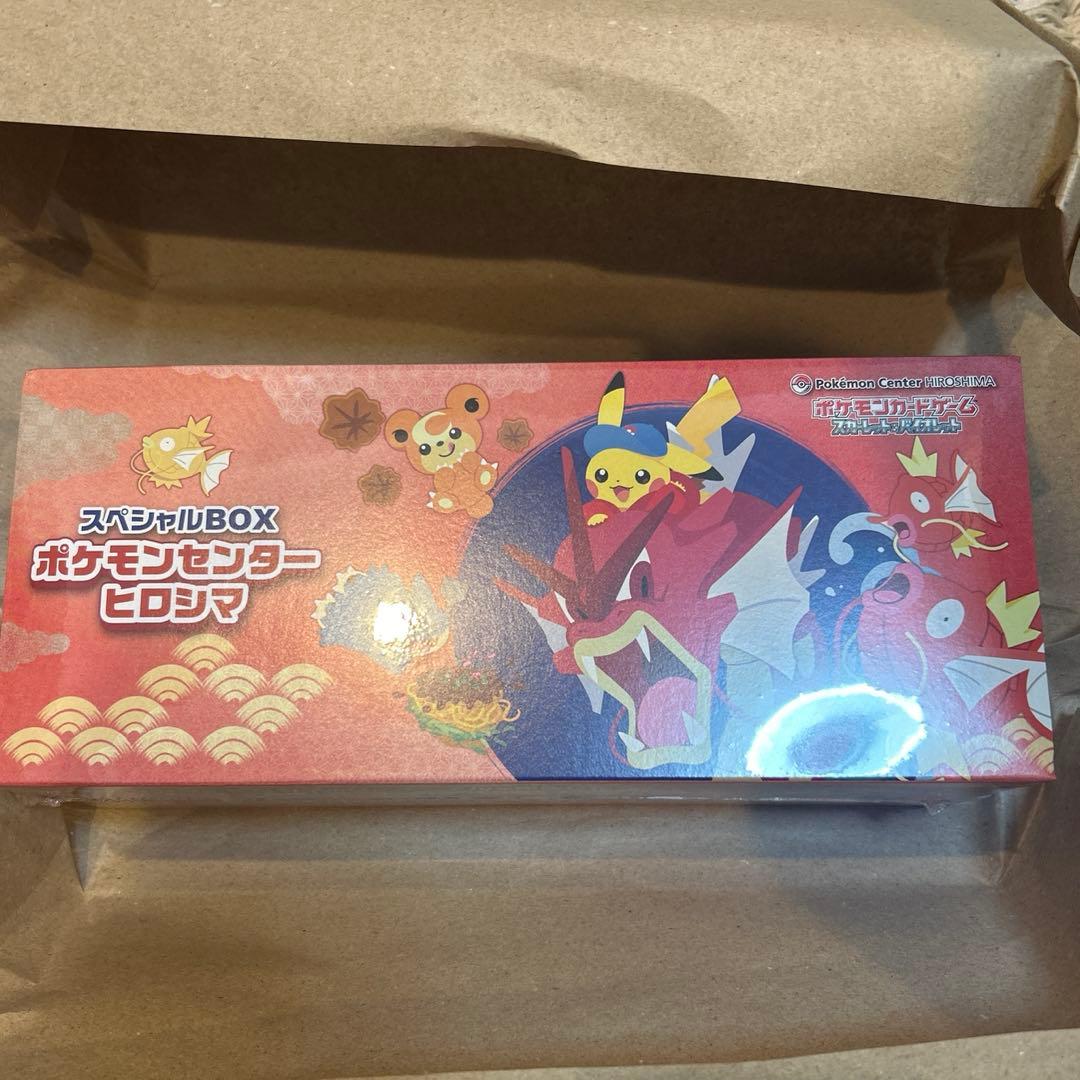 Pokémon Center HIROSHIMA
ポケモンカードゲーム
スカーレット&バイオレット
スペシャルBOX
ポケモンセンター
ヒロシマ